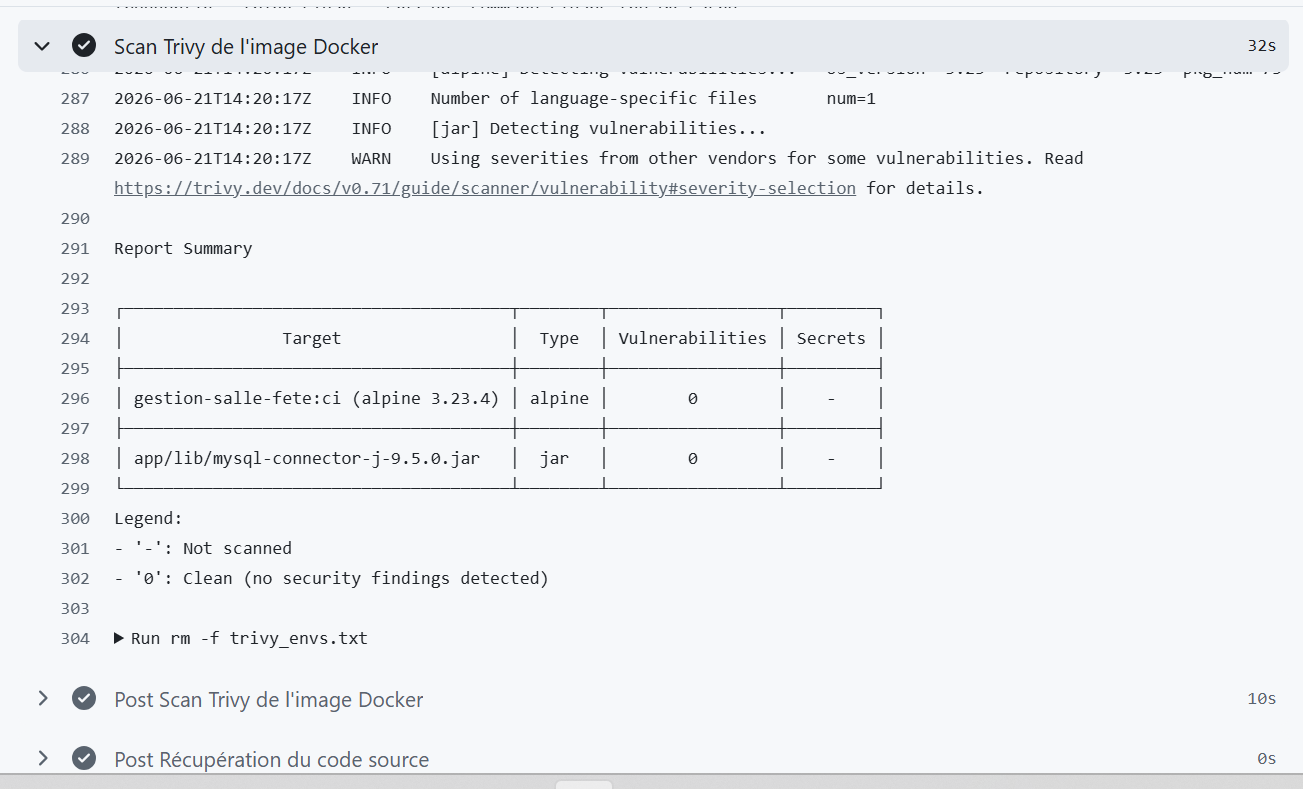 Scan Trivy de l'image Docker 32s
287 2026-06-21T14:20:17Z INFO Number of language-specific files num=1
288 2026-06-21T14:20:17Z INFO [jar] Detecting vulnerabilities...
289 2026-06-21T14:20:17Z WARN Using severities from other vendors for some vulnerabilities. Read
https://trivy.dev/docs/v0.71/guide/scanner/vulnerability#severity-selection for details.
290
291 Report Summary
292
293
294 Target Type Vulnerabilities Secrets
295
296 gestion-salle-fete:ci (alpine 3.23.4) alpine 0 -
297
298 app/lib/mysql-connector-j-9.5.0.jar jar 0 -
299
300 Legend:
301 - '-': Not scanned
302 - '0': Clean (no security findings detected)
303
304 Run rm -f trivy_envs.txt
Post Scan Trivy de l'image Docker 10s
Post Récupération du code source 0s